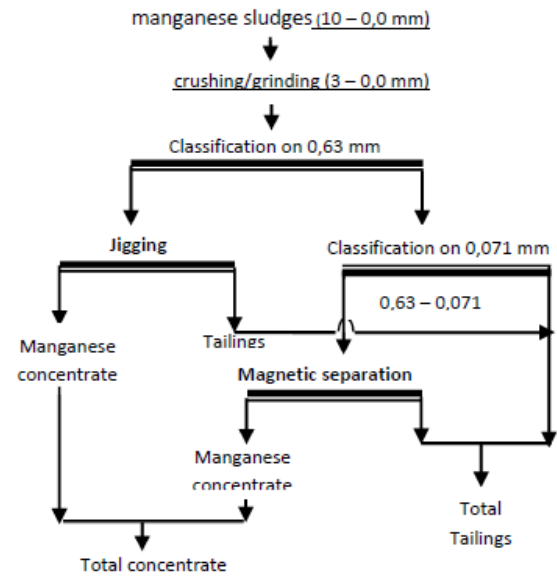 manganese sludges (10 – 0,0 mm)
crushing/grinding (3 – 0,0 mm)
Classification on 0,63 mm
Jigging
Classification on 0,071 mm
0,63 – 0,071
Tailings
Manganese
concentrate
Magnetic separation
Manganese
concentrate
Total
Tailings
Total concentrate